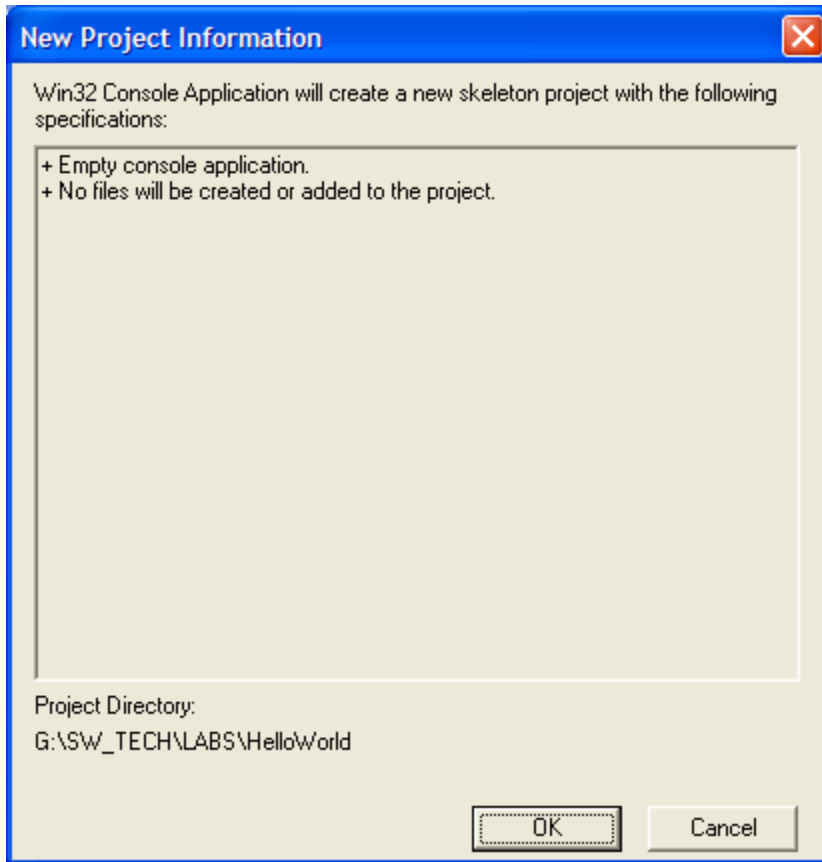 New Project Information
Win32 Console Application will create a new skeleton project with the following
specifications:
+ Empty console application.
+ No files will be created or added to the project.
Project Directory:
G:\SW_TECH\LABS\HelloWorld
OK
Cancel